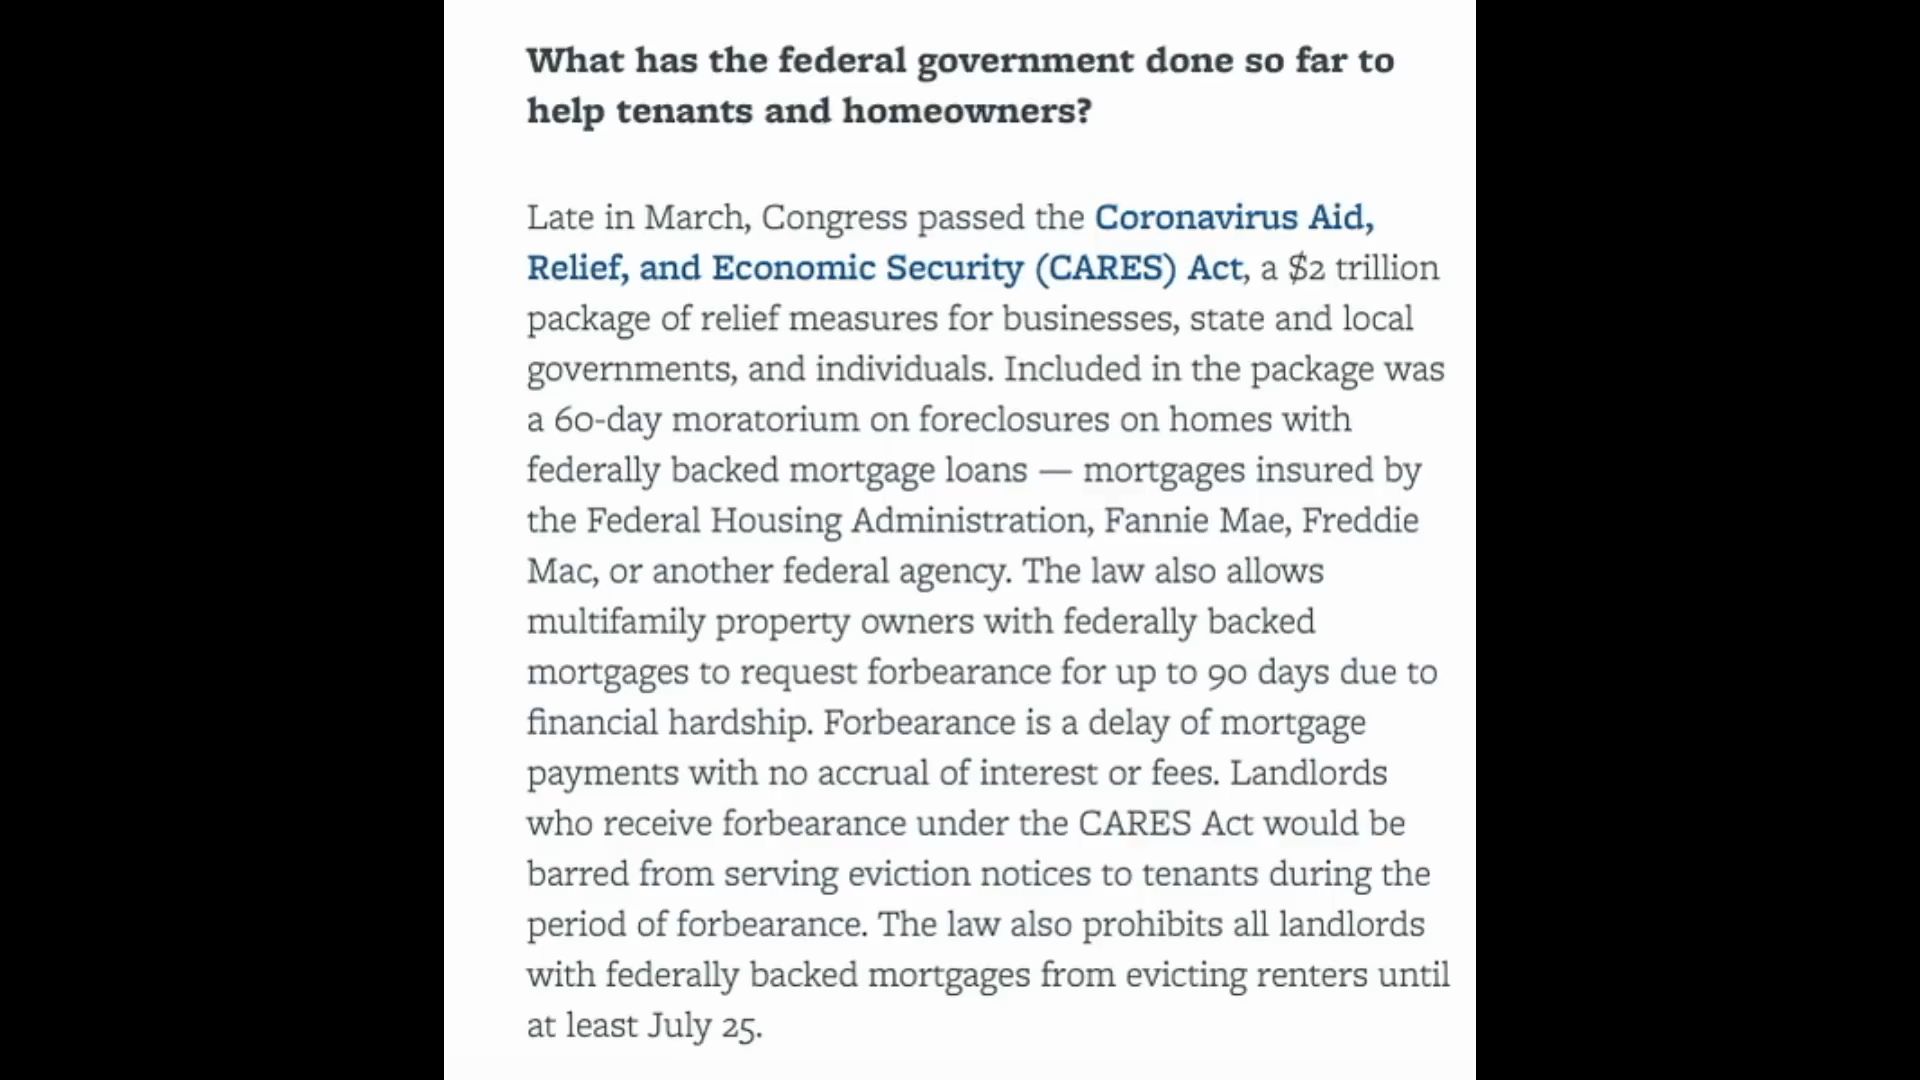 What has the federal government done so far to
help tenants and homeowners?
Late in March, Congress passed the Coronavirus Aid,
Relief, and Economic Security (CARES) Act, a $2 trillion
package of relief measures for businesses, state and local
governments, and individuals. Included in the package was
a 60-day moratorium on foreclosures on homes with
federally backed mortgage loans — mortgages insured by
the Federal Housing Administration, Fannie Mae, Freddie
Mac, or another federal agency. The law also allows
multifamily property owners with federally backed
mortgages to request forbearance for up to 90 days due to
financial hardship. Forbearance is a delay of mortgage
payments with no accrual of interest or fees. Landlords
who receive forbearance under the CARES Act would be
barred from serving eviction notices to tenants during the
period of forbearance. The law also prohibits all landlords
with federally backed mortgages from evicting renters until
at least July 25.